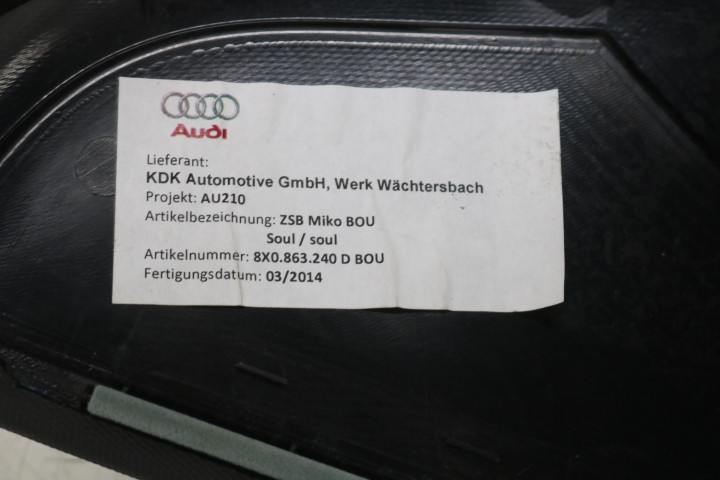 Audi
Lieferant:
KDK Automotive GmbH, Werk Wächtersbach
Projekt: AU210
Artikelbezeichnung: ZSB Miko BOU
Soul / soul
Artikelnummer: 8X0.863.240 D BOU
Fertigungsdatum: 03/2014